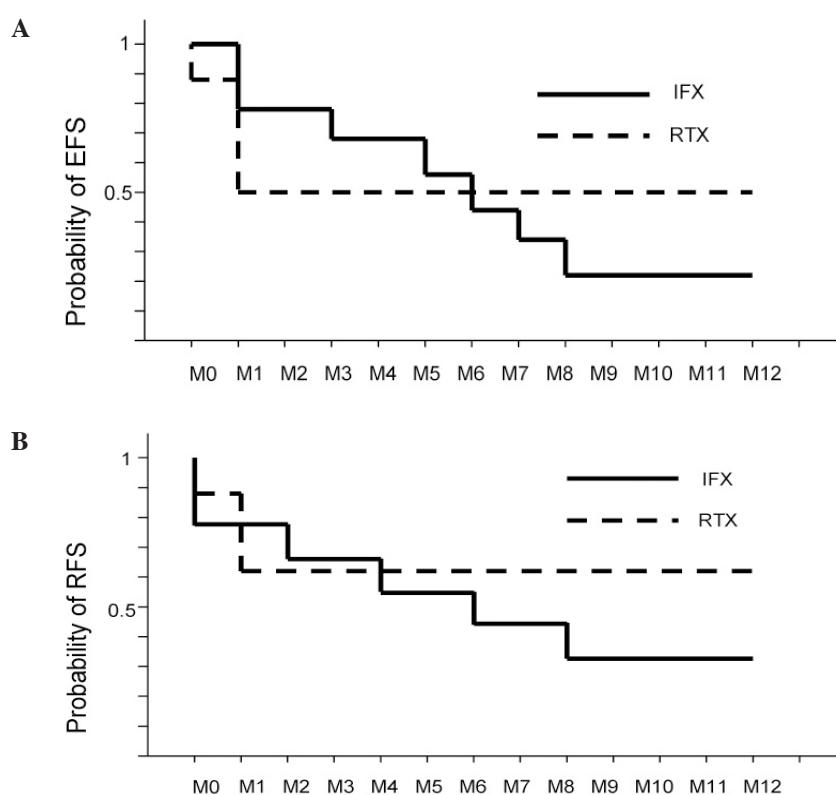 A
1
0.5
Probability of EFS
IFX
RTX
M0 M1 M2 M3 M4 M5 M6 M7 M8 M9 M10 M11 M12
B
1
0.5
Probability of RFS
IFX
RTX
M0 M1 M2 M3 M4 M5 M6 M7 M8 M9 M10 M11 M12